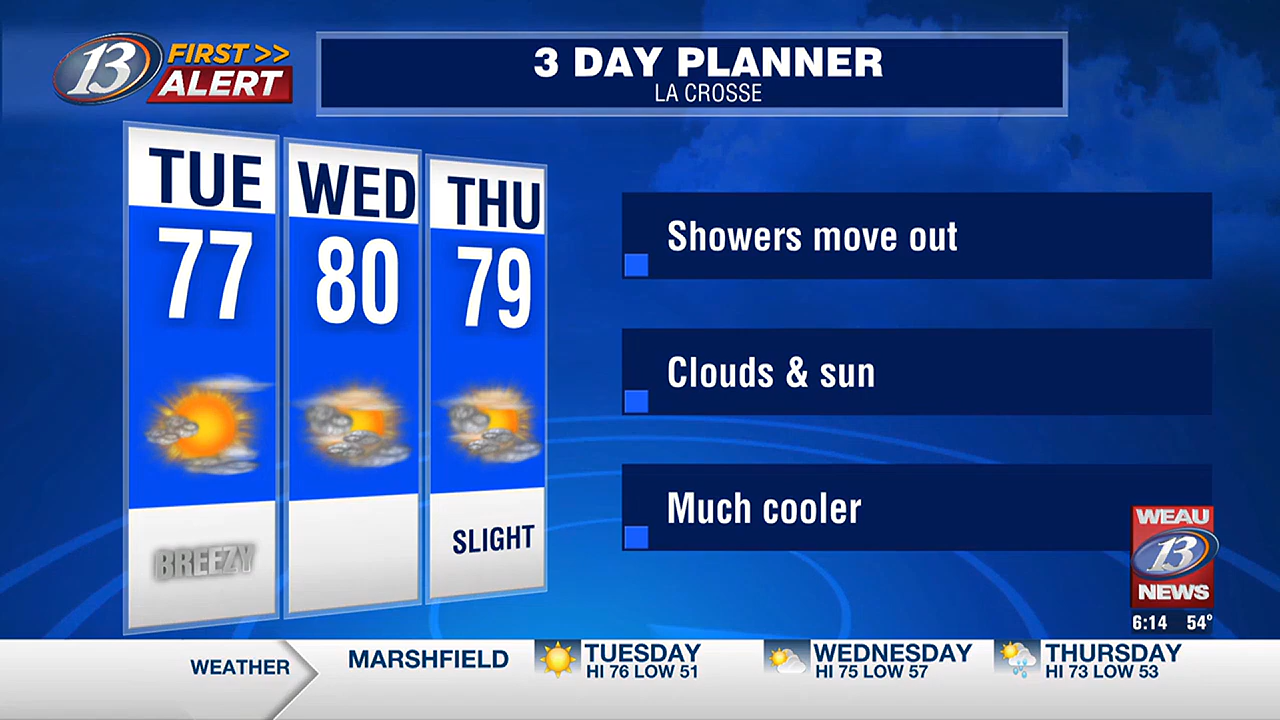 13 FIRST >>
ALERT
3 DAY PLANNER
LA CROSSE
TUE
77
BREEZY
WED
80
THU
79
SLIGHT
Showers move out
Clouds & sun
Much cooler
WEAU
13
NEWS
6:14 54°
WEATHER
MARSHFIELD
TUESDAY
HI 76 LOW 51
WEDNESDAY
HI 75 LOW 57
THURSDAY
HI 73 LOW 53